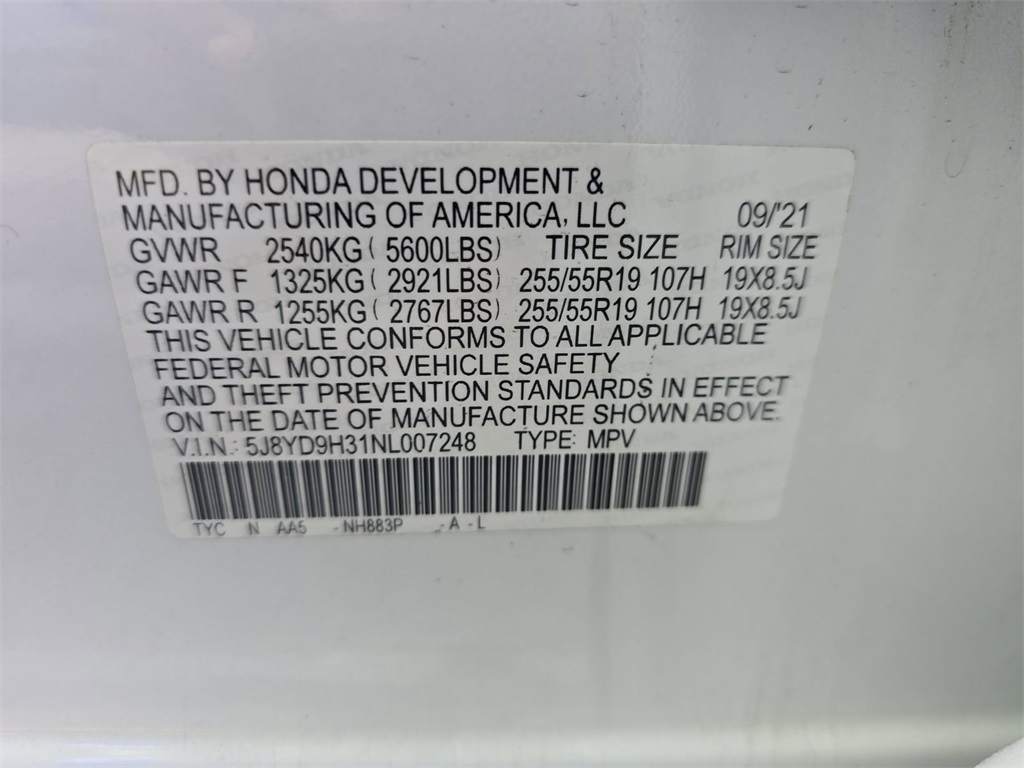 MFD. BY HONDA DEVELOPMENT &
MANUFACTURING OF AMERICA, LLC 09/'21
GVWR 2540KG( 5600LBS) TIRE SIZE RIM SIZE
GAWR F 1325KG( 2921LBS) 255/55R19 107H 19X8.5J
GAWR R 1255KG( 2767LBS) 255/55R19 107H 19X8.5J
THIS VEHICLE CONFORMS TO ALL APPLICABLE
FEDERAL MOTOR VEHICLE SAFETY
AND THEFT PREVENTION STANDARDS IN EFFECT
ON THE DATE OF MANUFACTURE SHOWN ABOVE.
V.I.N.: 5J8YD9H31NL007248 TYPE: MPV
TYC N AA5 -NH883P -A -L